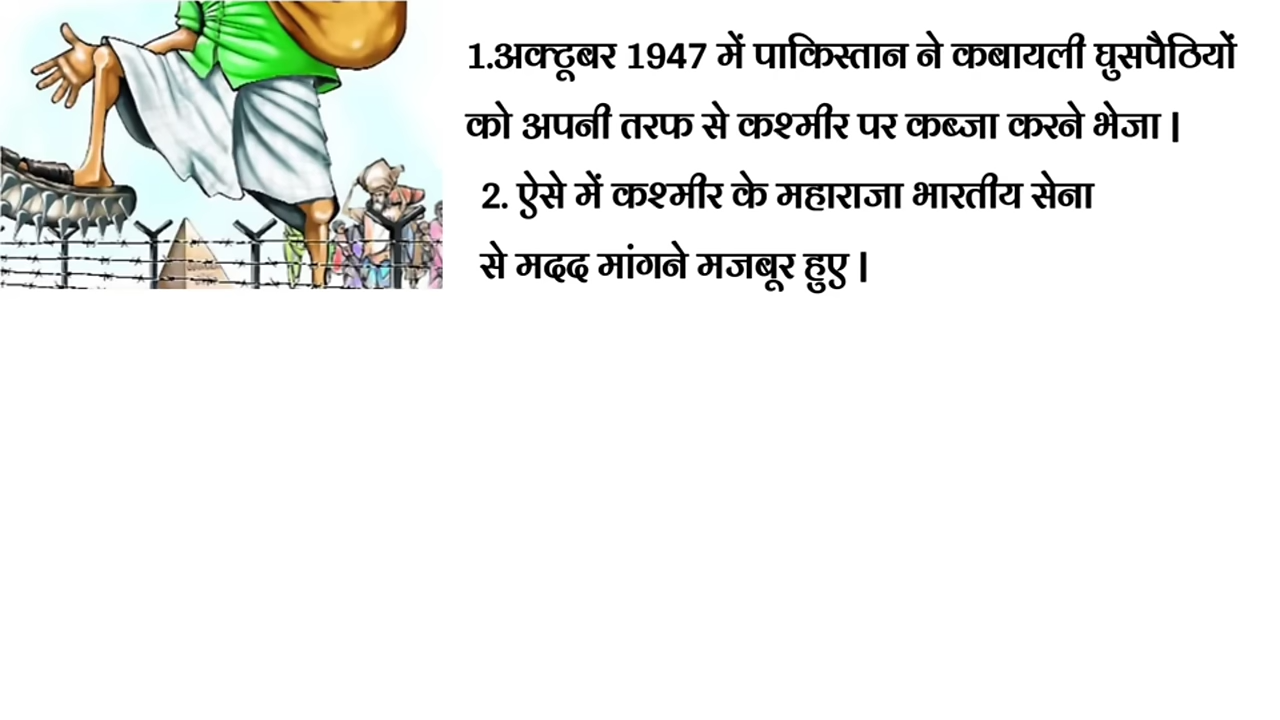 1.अक्टूबर 1947 में पाकिस्तान ने कबायली घुसपैठियों
को अपनी तरफ से कश्मीर पर कब्जा करने भेजा |
2. ऐसे में कश्मीर के महाराजा भारतीय सेना
से मदद मांगने मजबूर हुए |